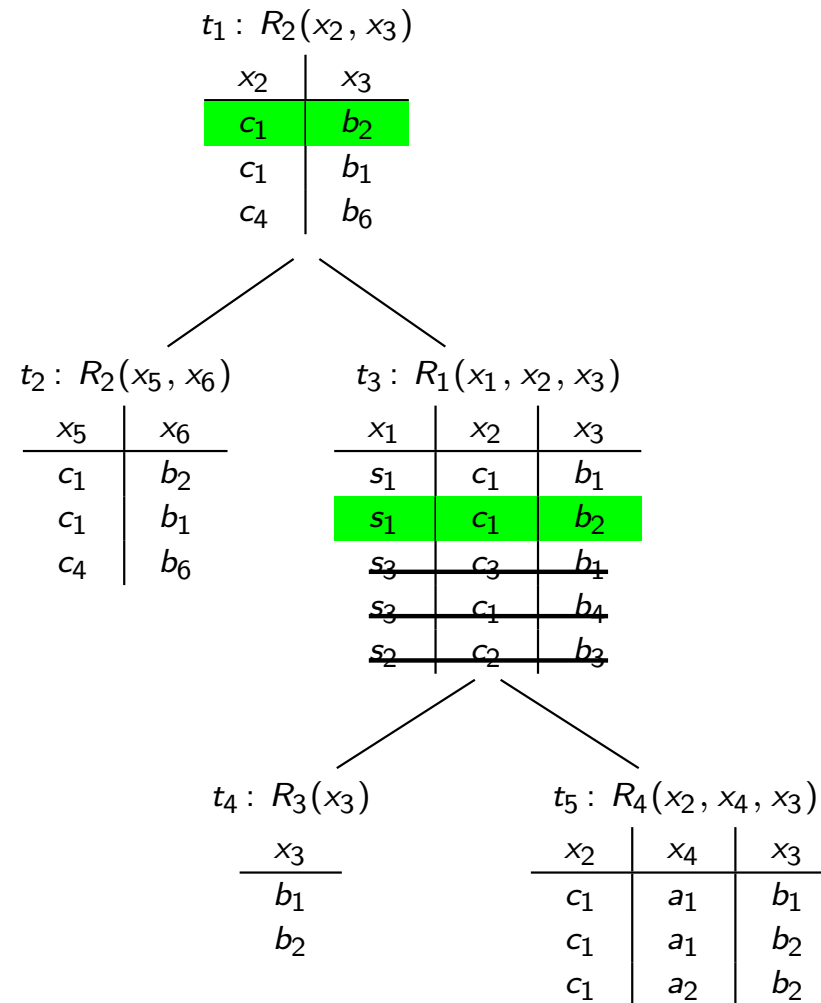 t₁ : R₂(x₂, x₃)
x₂ x₃
c₁ b₂
c₁ b₁
c₄ b₆
t₂ : R₂(x₅, x₆) t₃ : R₁(x₁, x₂, x₃)
x₅ x₆ x₁ x₂ x₃
c₁ b₂ s₁ c₁ b₁
c₁ b₁ s₁ c₁ b₂
c₄ b₆ s₃ c₃ b₁
s₃ c₁ b₄
s₂ c₂ b₃
t₄ : R₃(x₃) t₅ : R₄(x₂, x₄, x₃)
x₃ x₂ x₄ x₃
b₁ c₁ a₁ b₁
b₂ c₁ a₁ b₂
c₁ a₂ b₂